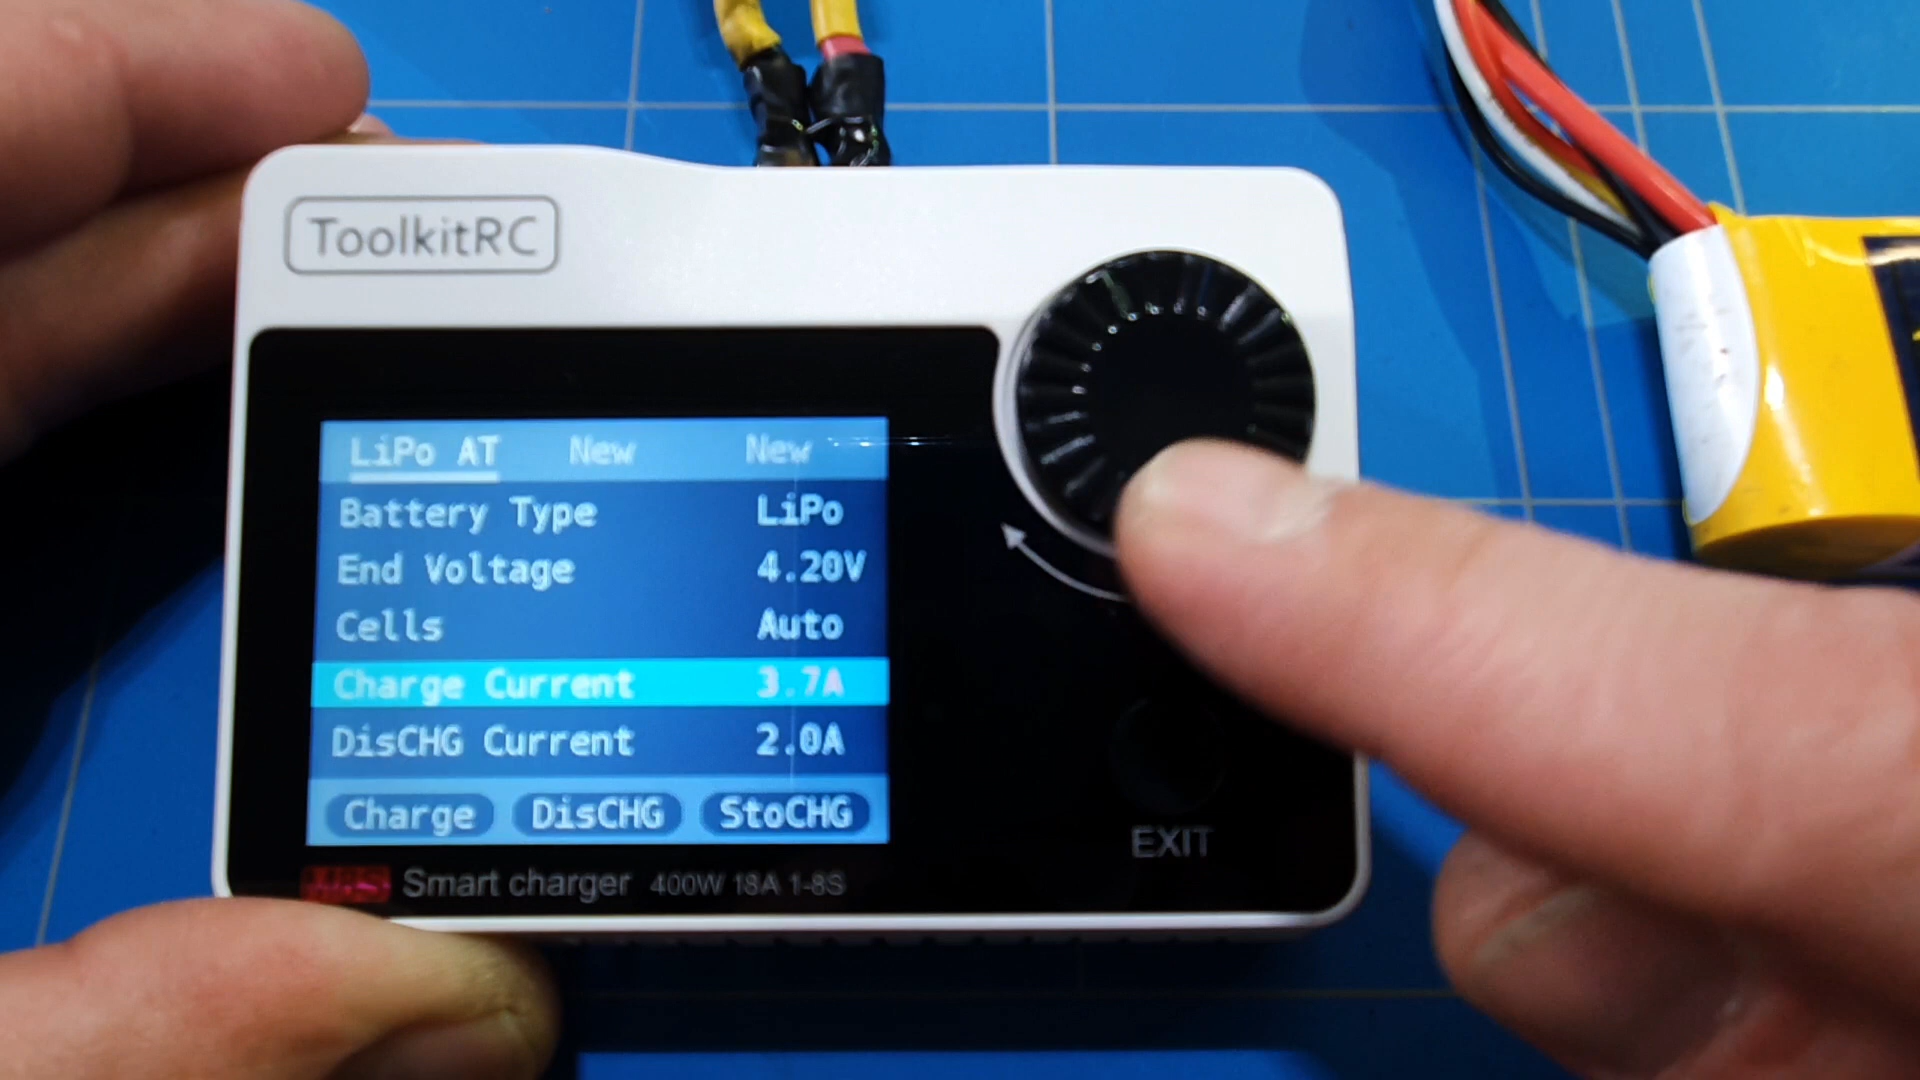 ToolkitRC
LiPo AT New New
Battery Type LiPo
End Voltage 4.20V
Cells Auto
Charge Current 3.7A
DisCHG Current 2.0A
Charge DisCHG StoCHG
Smart charger 400W 18A 1-8S
EXIT